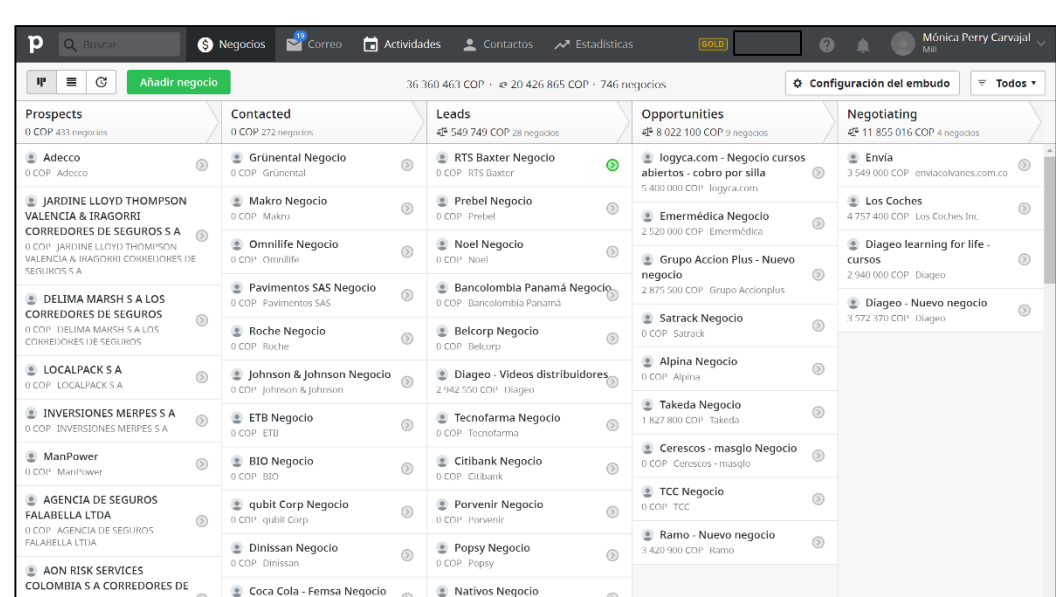 p
Buscar
Negocios
19
Correo
Actividades
Contactos
Estadísticas
GOLD
?
Mónica Perry Carvajal
Mill
Añadir negocio
36 360 463 COP · 20 426 865 COP · 746 negocios
Configuración del embudo
Todos
Prospects
0 COP 433 negocios
Adecco
0 COP Adecco
JARDINE LLOYD THOMPSON
VALENCIA & IRAGORRI
CORREDORES DE SEGUROS S A
0 COP JARDINE LLOYD THOMPSON
VALENCIA & IRAGORRI CORREDORES DE
SEGUROS S A
DELIMA MARSH S A LOS
CORREDORES DE SEGUROS
0 COP DELIMA MARSH S A LOS
CORREDORES DE SEGUROS
LOCALPACK S A
0 COP LOCALPACK S A
INVERSIONES MERPES S A
0 COP INVERSIONES MERPES S A
ManPower
0 COP ManPower
AGENCIA DE SEGUROS
FALABELLA LTDA
0 COP AGENCIA DE SEGUROS
FALABELLA LTDA
AON RISK SERVICES
COLOMBIA S A CORREDORES DE
Contacted
0 COP 272 negocios
Grünental Negocio
0 COP Grünental
Makro Negocio
0 COP Makro
Omnilife Negocio
0 COP Omnilife
Pavimentos SAS Negocio
0 COP Pavimentos SAS
Roche Negocio
0 COP Roche
Johnson & Johnson Negocio
0 COP Johnson & Johnson
ETB Negocio
0 COP ETB
BIO Negocio
0 COP BIO
qubit Corp Negocio
0 COP qubit Corp
Dinissan Negocio
0 COP Dinissan
Coca Cola - Femsa Negocio
Leads
549 749 COP 28 negocios
RTS Baxter Negocio
0 COP RTS Baxter
Prebel Negocio
0 COP Prebel
Noel Negocio
0 COP Noel
Bancolombia Panamá Negocio
0 COP Bancolombia Panamá
Belcorp Negocio
0 COP Belcorp
Diageo - Videos distribuidores
2 942 550 COP Diageo
Tecnofarma Negocio
0 COP Tecnofarma
Citibank Negocio
0 COP Citibank
Porvenir Negocio
0 COP Porvenir
Popsy Negocio
0 COP Popsy
Nativos Negocio
Opportunities
8 022 100 COP 9 negocios
logyca.com - Negocio cursos
abiertos - cobro por silla
5 400 000 COP logyca.com
Emermédica Negocio
2 520 000 COP Emermédica
Grupo Accion Plus - Nuevo
negocio
2 875 500 COP Grupo Accionplus
Satrack Negocio
0 COP Satrack
Alpina Negocio
0 COP Alpina
Takeda Negocio
1 827 800 COP Takeda
Cerescos - masglo Negocio
0 COP Cerescos - masglo
TCC Negocio
0 COP TCC
Ramo - Nuevo negocio
3 420 900 COP Ramo
Negotiating
11 855 016 COP 4 negocios
Envía
3 549 000 COP enviacolvanes.com.co
Los Coches
4 757 400 COP Los Coches Inc
Diageo learning for life -
cursos
2 940 000 COP Diageo
Diageo - Nuevo negocio
3 572 370 COP Diageo